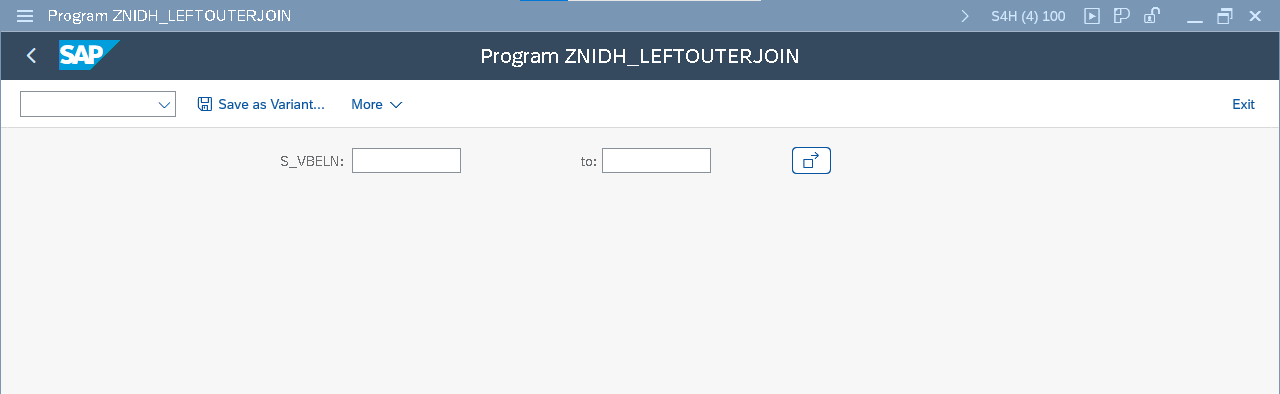 Program ZNIDH_LEFTOUTERJOIN
S4H (4) 100
SAP
Program ZNIDH_LEFTOUTERJOIN
Save as Variant...
More
Exit
S_VBELN:
to: